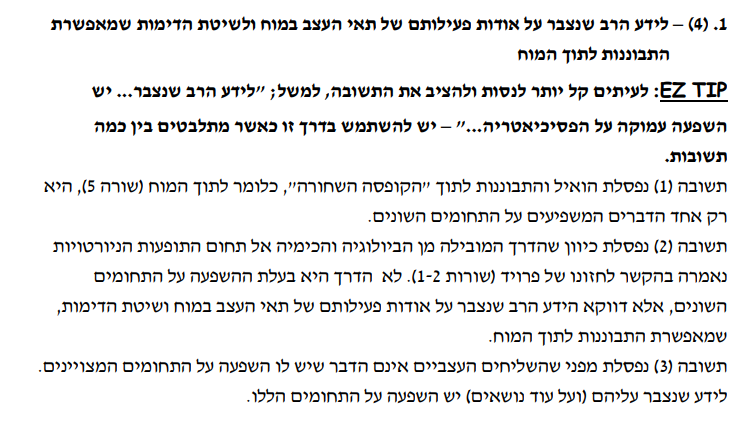 1. (4) – לידע הרב שנצבר על אודות פעילותם של תאי העצב במוח ולשיטת הדימות שמאפשרת
התבוננות לתוך המוח
EZ TIP: לעיתים קל יותר לנסות ולהציב את התשובה, למשל; "לידע הרב שנצבר... יש
השפעה עמוקה על הפסיכיאטריה..." – יש להשתמש בדרך זו כאשר מתלבטים בין כמה
תשובות.
תשובה (1) נפסלת הואיל והתבוננות לתוך "הקופסה השחורה", כלומר לתוך המוח (שורה 5), היא
רק אחד הדברים המשפיעים על התחומים השונים.
תשובה (2) נפסלת כיוון שהדרך המובילה מן הביולוגיה והכימיה אל תחום התופעות הניורטויות
נאמרה בהקשר לחזונו של פרויד (שורות 1-2). לא הדרך היא בעלת ההשפעה על התחומים
השונים, אלא דווקא הידע הרב שנצבר על אודות פעילותם של תאי העצב במוח ושיטת הדימות,
שמאפשרת התבוננות לתוך המוח.
תשובה (3) נפסלת מפני שהשליחים העצביים אינם הדבר שיש לו השפעה על התחומים המצויינים.
לידע שנצבר עליהם (ועל עוד נושאים) יש השפעה על התחומים הללו.